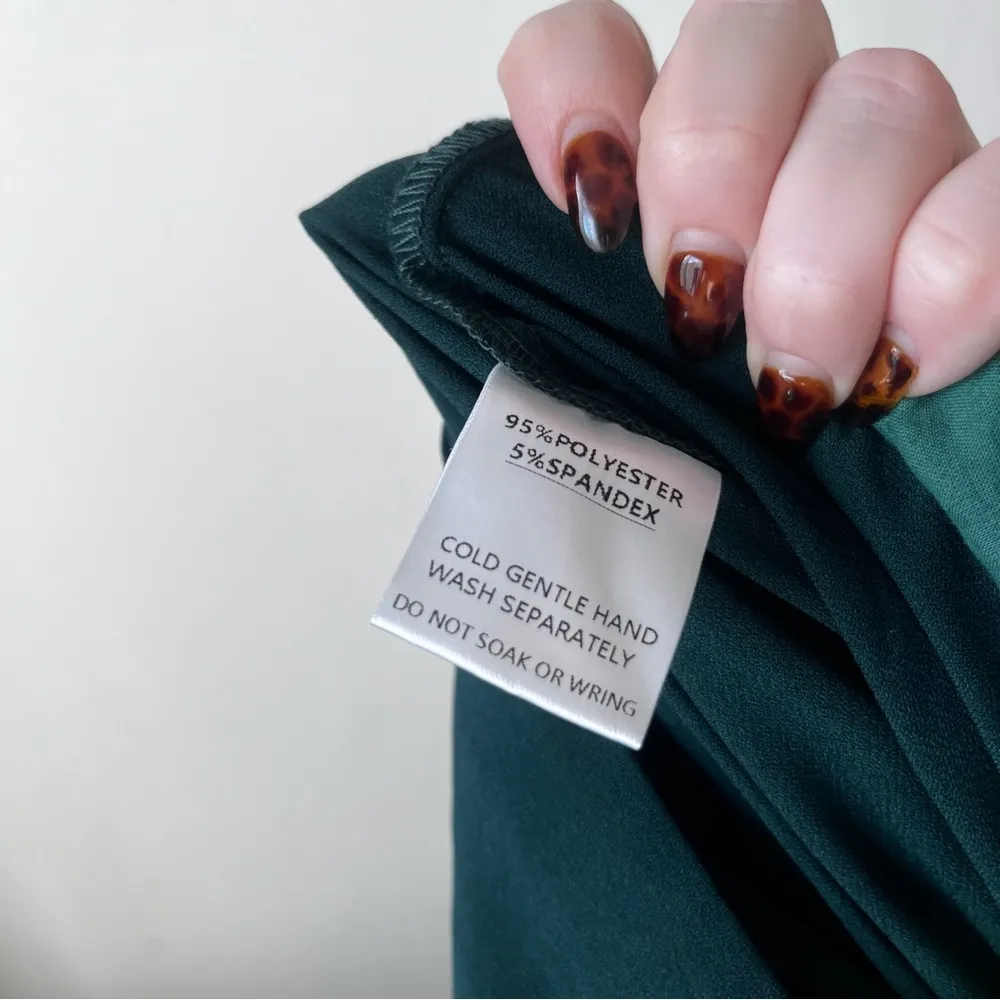 95%POLYESTER
5%SPANDEX
COLD GENTLE HAND
WASH SEPARATELY
DO NOT SOAK OR WRING